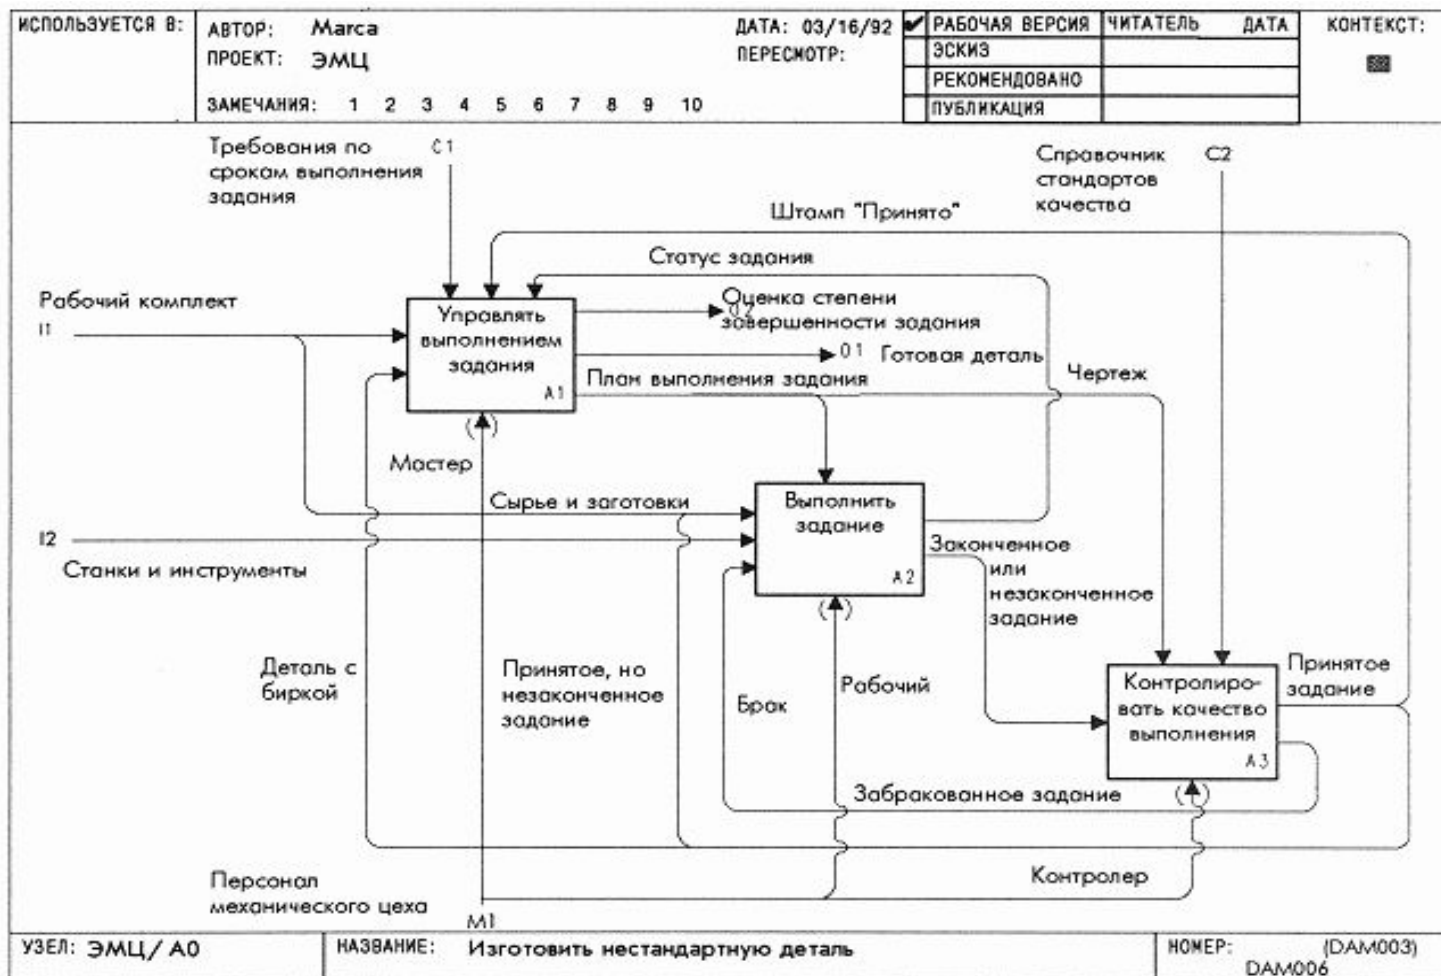 ИСПОЛЬЗУЕТСЯ В:
АВТОР: Marca
ДАТА: 03/16/92
РАБОЧАЯ ВЕРСИЯ
ЧИТАТЕЛЬ ДАТА
КОНТЕКСТ:
ПРОЕКТ: ЭМЦ
ПЕРЕСМОТР:
ЭСКИЗ
РЕКОМЕНДОВАНО
ЗАМЕЧАНИЯ: 1 2 3 4 5 6 7 8 9 10
ПУБЛИКАЦИЯ
Требования по
срокам выполнения
задания
C1
Справочник
стандартов
качества
C2
Штамп "Принято"
Статус задания
Рабочий комплект
I1
Управлять
выполнением
задания
A1
Оценка степени
завершенности задания
O2
O1 Готовая деталь
План выполнения задания
Чертеж
Мастер
Сырье и заготовки
Выполнить
задание
A2
I2
Станки и инструменты
Законченное
или
незаконченное
задание
Деталь с
биркой
Принятое, но
незаконченное
задание
Брак
Рабочий
Контролиро-
вать качество
выполнения
A3
Принятое
задание
Забракованное задание
Контролер
Персонал
механического цеха
M1
УЗЕЛ: ЭМЦ/А0
НАЗВАНИЕ: Изготовить нестандартную деталь
НОМЕР: (DAM003)
DAM006